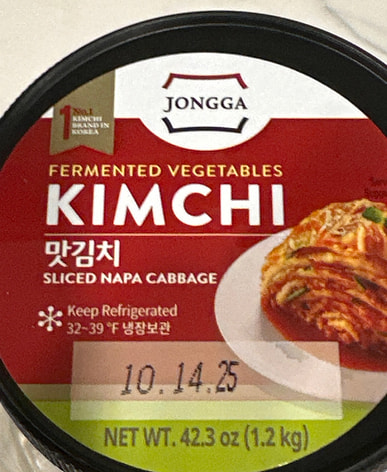 No.1
KIMCHI
BRAND IN
KOREA
JONGGA
FERMENTED VEGETABLES
KIMCHI
맛김치
SLICED NAPA CABBAGE
Keep Refrigerated
32~39 °F 냉장보관
10.14.25
NET WT. 42.3 oz (1.2 kg)